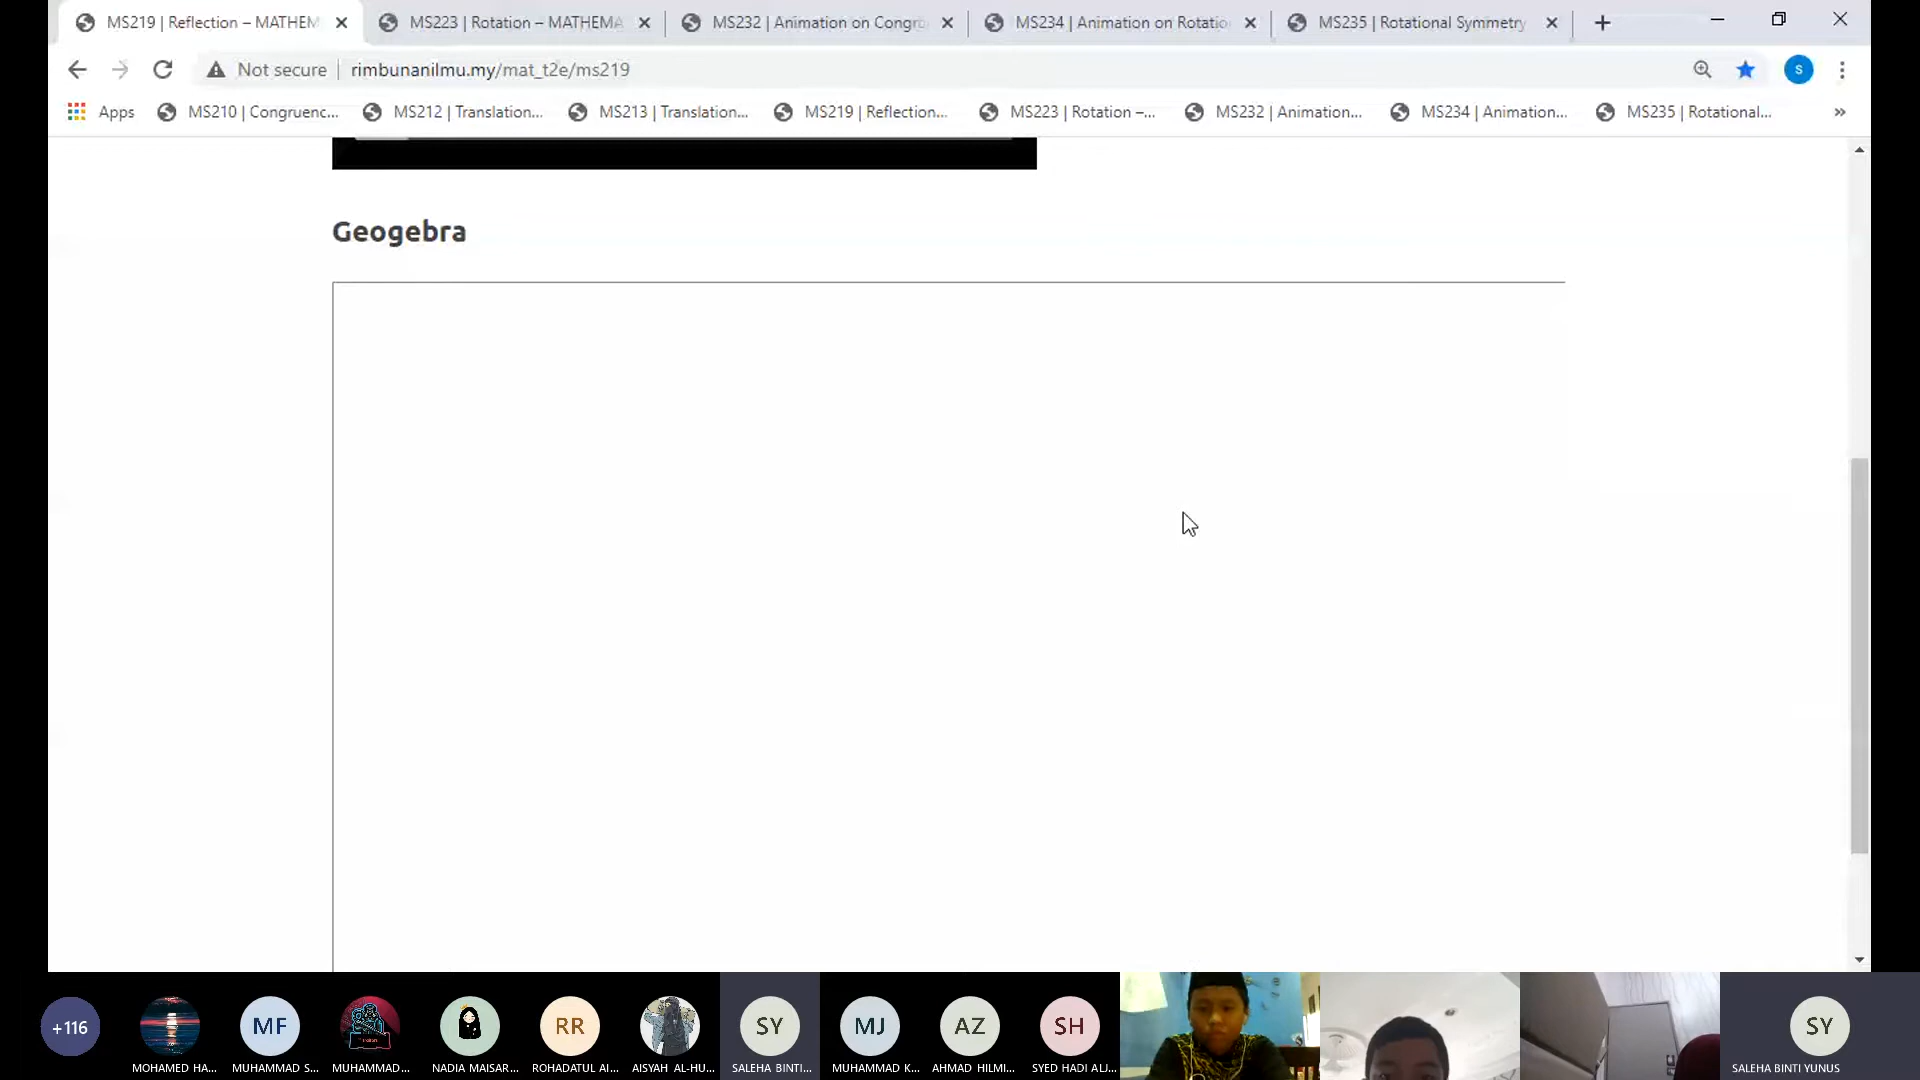 MS219 | Reflection – MATHEM
MS223 | Rotation – MATHEMA
MS232 | Animation on Congru
MS234 | Animation on Rotatio
MS235 | Rotational Symmetry
Not secure
rimbunanilmu.my/mat_t2e/ms219
S
Apps
MS210 | Congruenc...
MS212 | Translation...
MS213 | Translation...
MS219 | Reflection...
MS223 | Rotation –...
MS232 | Animation...
MS234 | Animation...
MS235 | Rotational...
»
Geogebra
+116
MF
RR
SY
MJ
AZ
SH
SY
MOHAMED HA...
MUHAMMAD S...
MUHAMMAD...
NADIA MAISAR...
ROHADATUL AI...
AISYAH AL-HU...
SALEHA BINTI...
MUHAMMAD K...
AHMAD HILMI...
SYED HADI ALJ...
SALEHA BINTI YUNUS